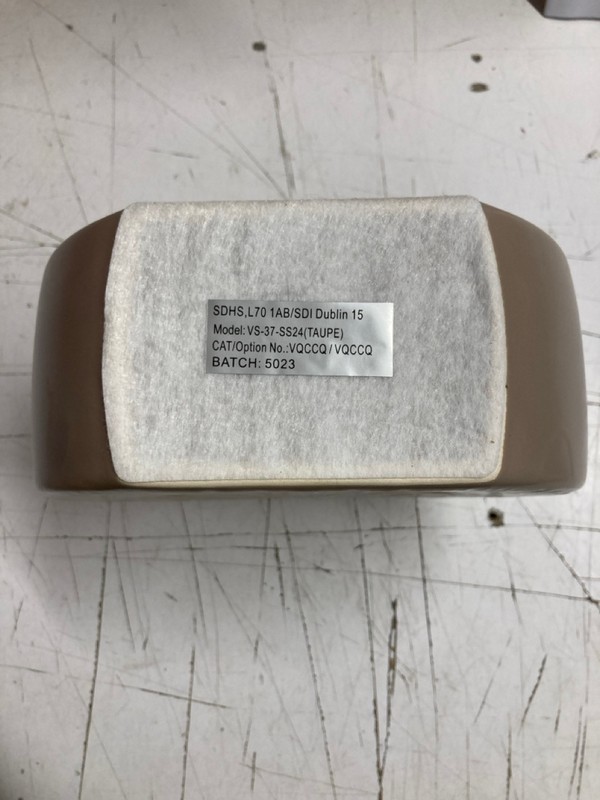 SDHS,L70 1AB/SDI Dublin 15
Model: VS-37-SS24(TAUPE)
CAT/Option No.:VQCCQ / VQCCQ
BATCH: 5023